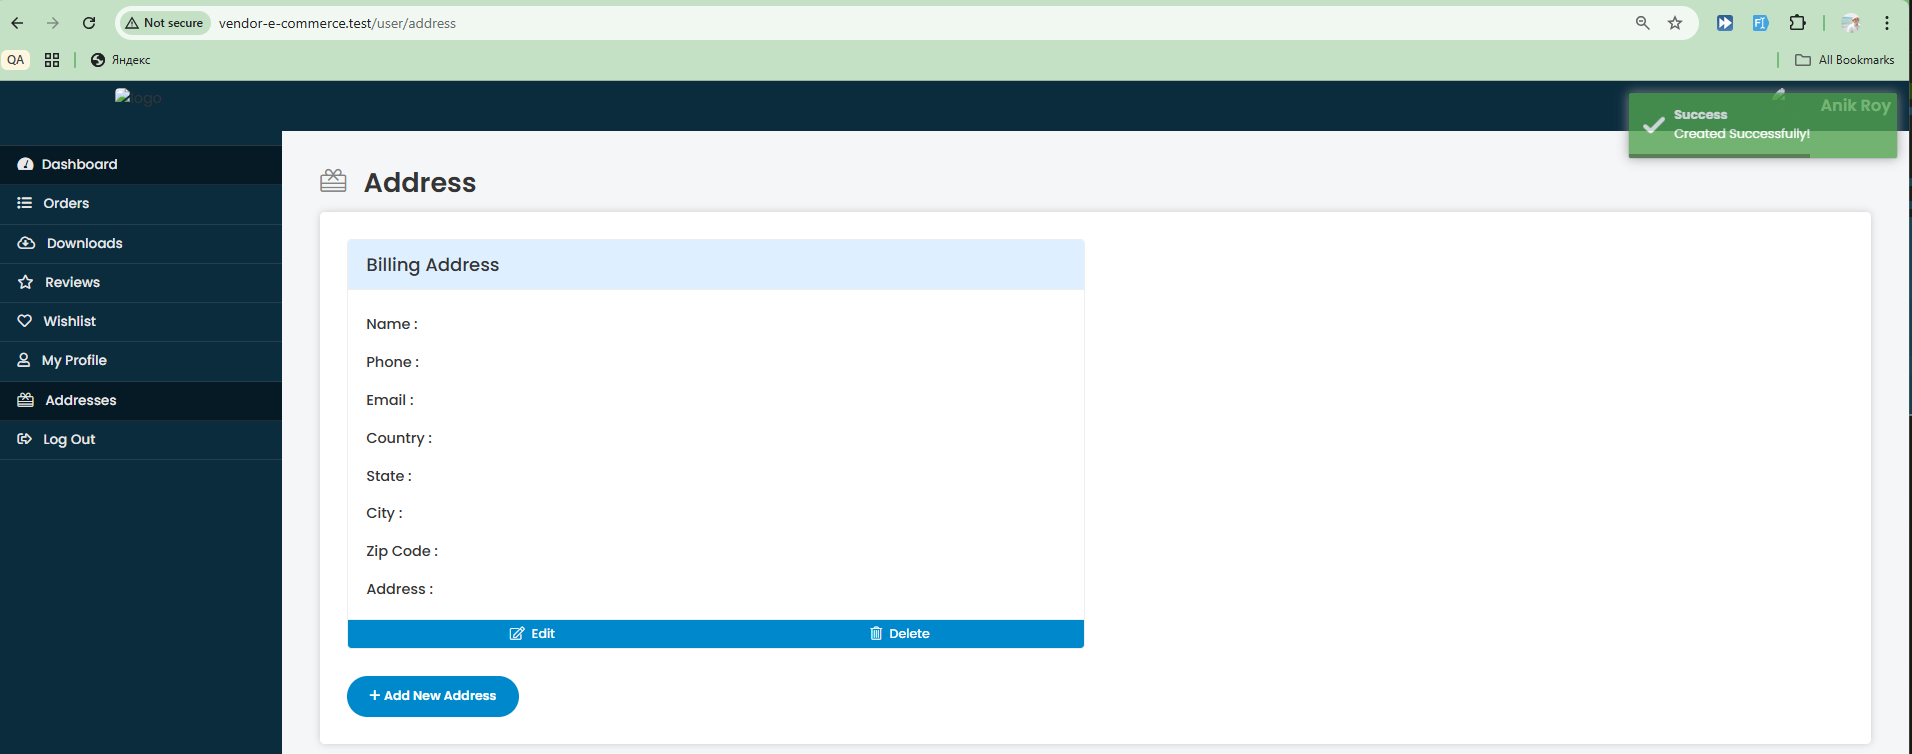 Not secure vendor-e-commerce.test/user/address
QA Яндекс All Bookmarks
logo
Anik Roy
Success
Created Successfully!
Dashboard
Orders
Downloads
Reviews
Wishlist
My Profile
Addresses
Log Out
Address
Billing Address
Name :
Phone :
Email :
Country :
State :
City :
Zip Code :
Address :
Edit Delete
+ Add New Address